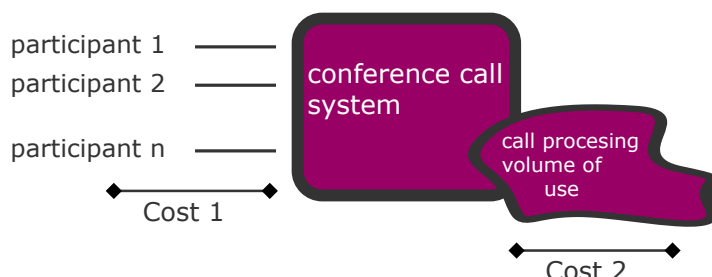 participant 1
participant 2
participant n
Cost 1
conference call
system
call procesing
volume of
use
Cost 2